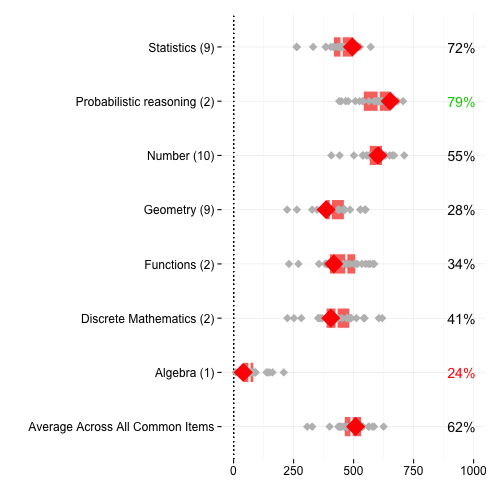 Statistics (9) 72%
Probabilistic reasoning (2) 79%
Number (10) 55%
Geometry (9) 28%
Functions (2) 34%
Discrete Mathematics (2) 41%
Algebra (1) 24%
Average Across All Common Items 62%
0 250 500 750 1000